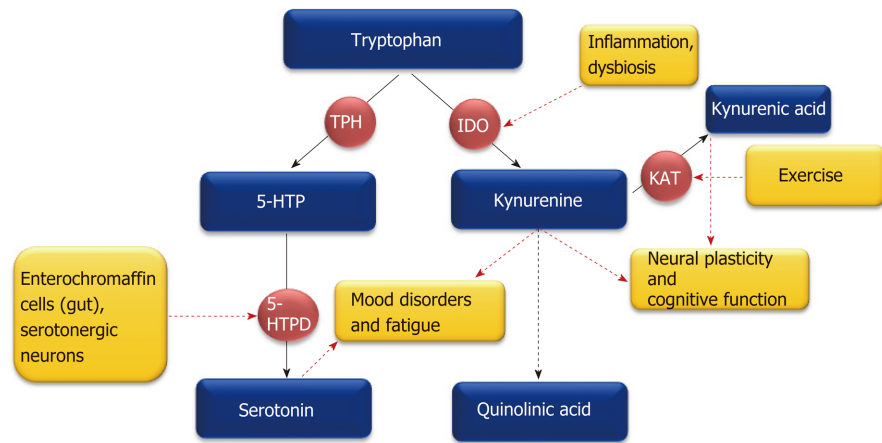 Tryptophan
Inflammation,
dysbiosis
TPH
IDO
Kynurenic acid
KAT
Exercise
5-HTP
Kynurenine
Enterochromaffin
cells (gut),
serotonergic
neurons
5-
HTPD
Mood disorders
and fatigue
Neural plasticity
and
cognitive function
Serotonin
Quinolinic acid